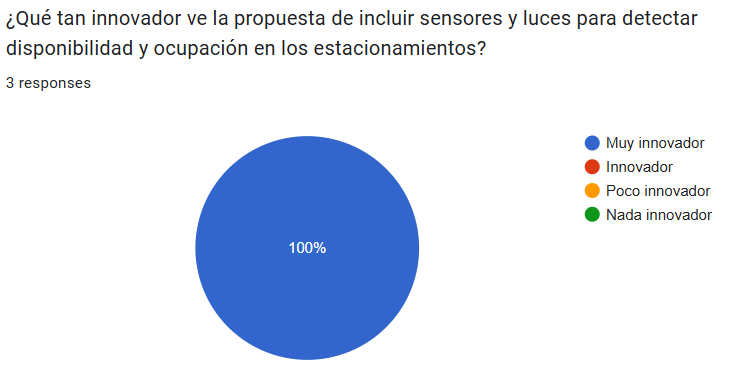 ¿Qué tan innovador ve la propuesta de incluir sensores y luces para detectar
disponibilidad y ocupación en los estacionamientos?
3 responses
100%
Muy innovador
Innovador
Poco innovador
Nada innovador